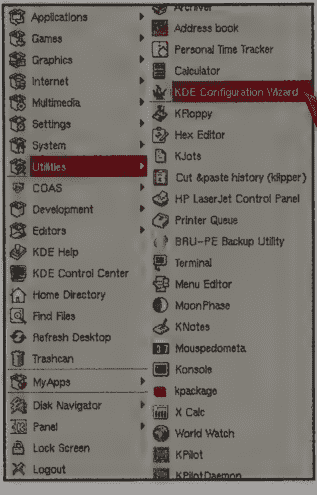 Applications
Games
Graphics
Internet
Multimedia
Settings
System
Utilities
COAS
Development
Editors
KDE Help
KDE Control Center
Home Directory
Find Files
Refresh Desktop
Trashcan
MyApps
Disk Navigator
Panel
Lock Screen
Logout
Archiver
Address book
Personal Time Tracker
Calculator
KDE Configuration Wizard
KFloppy
Hex Editor
KJots
Cut &paste history (klipper)
HP LaserJet Control Panel
Printer Queue
BRU-PE Backup Utility
Terminal
Menu Editor
MoonPhase
KNotes
Mousepedometa
Konsole
kpackage
X Calc
World Watch
KPilot
KPilotDaemon